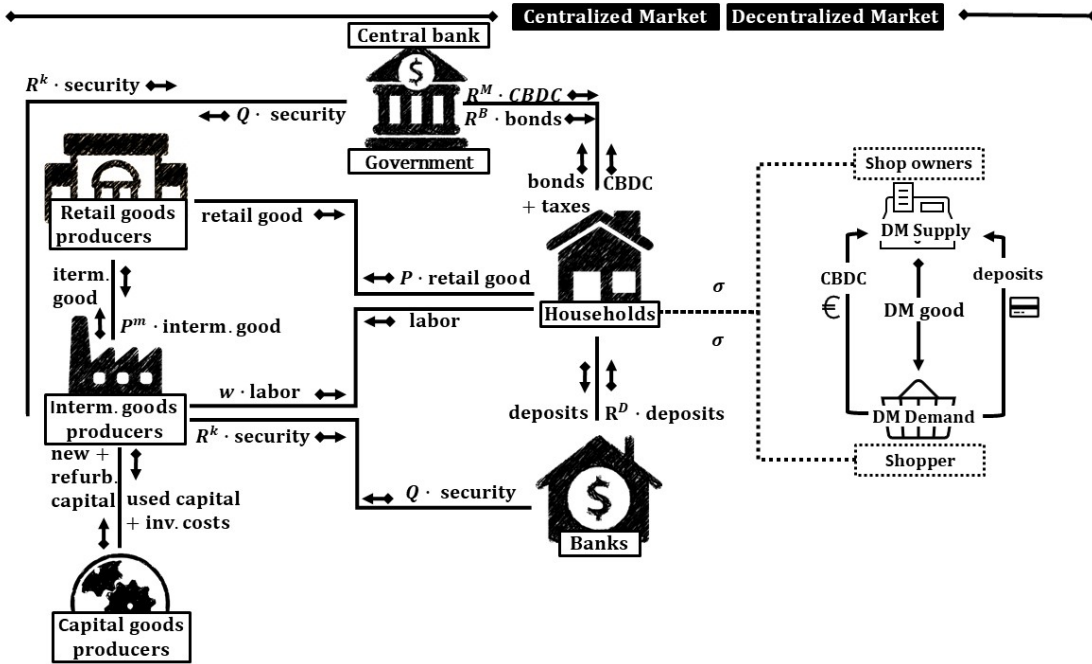 Centralized Market
Decentralized Market
Central bank
$
Government
R^k · security
Q · security
R^M · CBDC
R^B · bonds
bonds
+ taxes
CBDC
Retail goods
producers
retail good
P · retail good
Households
iterm.
good
P^m · interm. good
labor
w · labor
Interm. goods
producers
R^k · security
Q · security
deposits
R^D · deposits
$
Banks
new +
refurb.
capital
used capital
+ inv. costs
Capital goods
producers
σ
σ
Shop owners
DM Supply
CBDC
€
DM good
deposits
DM Demand
Shopper